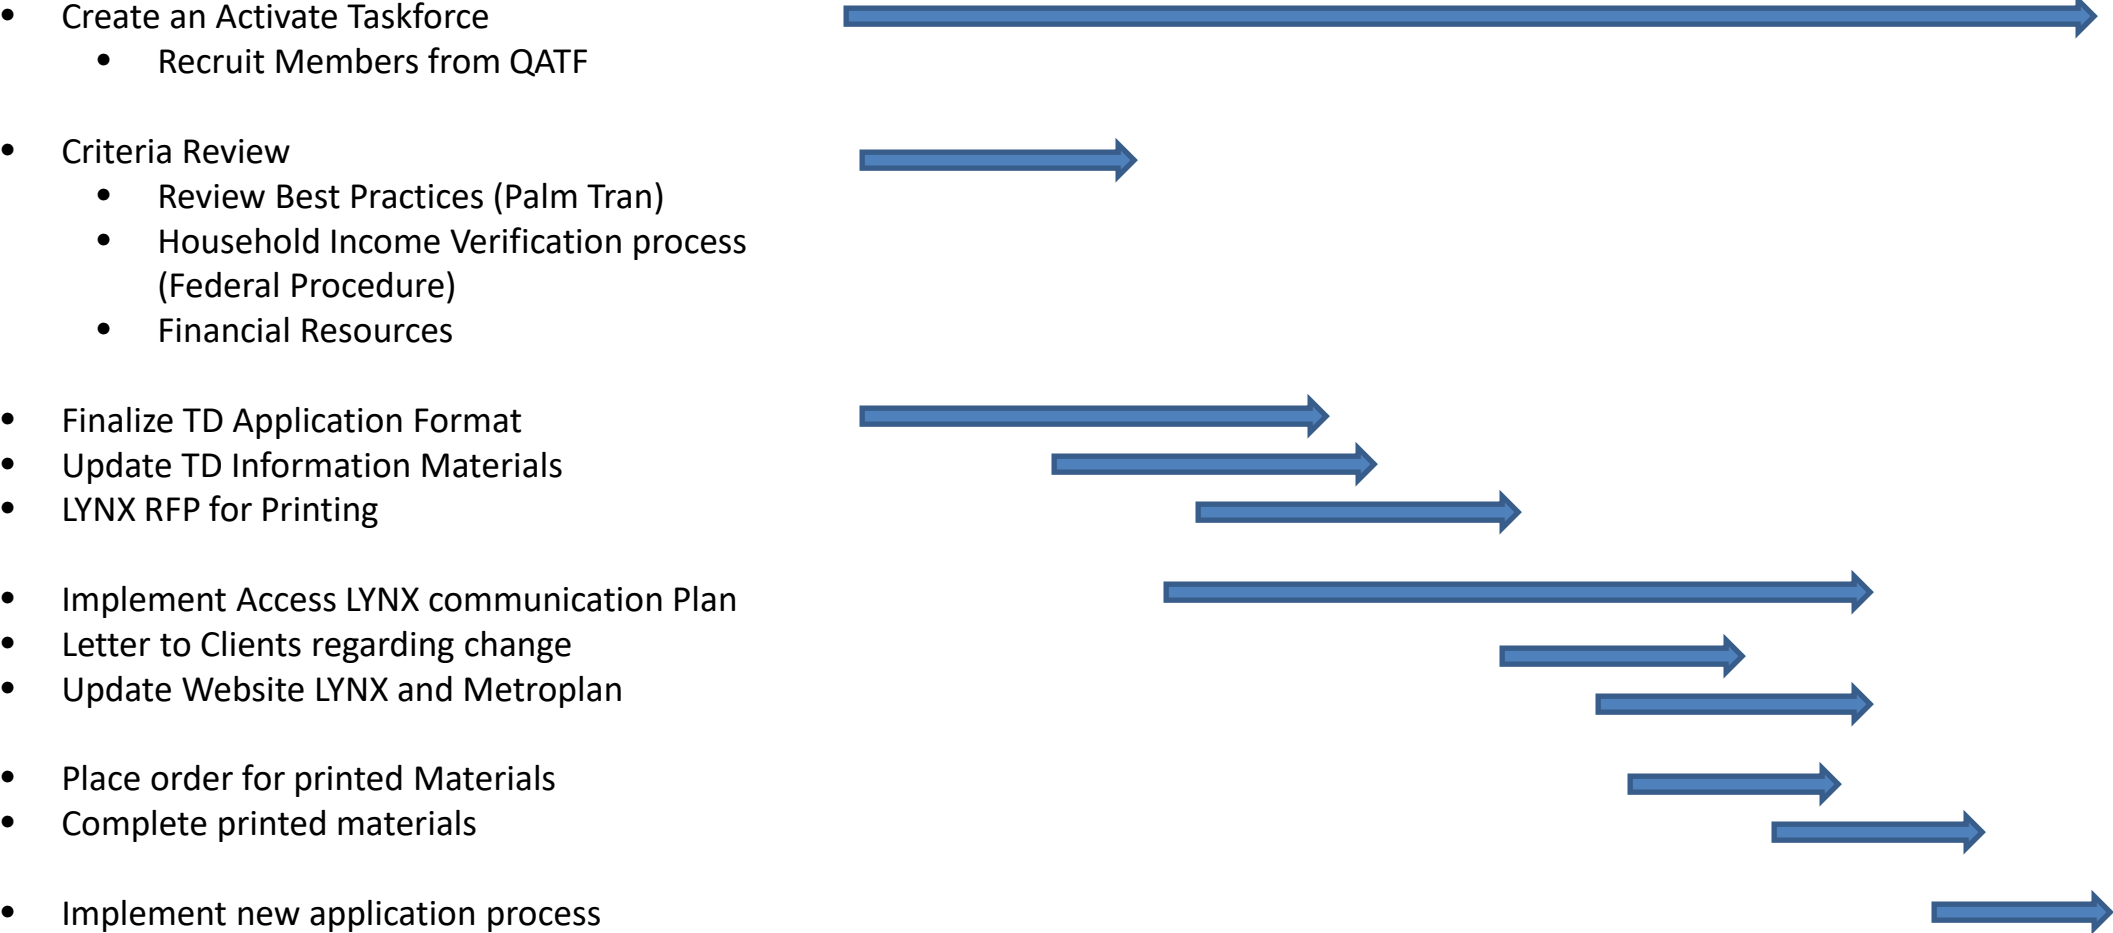 • Create an Activate Taskforce
• Recruit Members from QATF
• Criteria Review
• Review Best Practices (Palm Tran)
• Household Income Verification process
(Federal Procedure)
• Financial Resources
• Finalize TD Application Format
• Update TD Information Materials
• LYNX RFP for Printing
• Implement Access LYNX communication Plan
• Letter to Clients regarding change
• Update Website LYNX and Metroplan
• Place order for printed Materials
• Complete printed materials
• Implement new application process